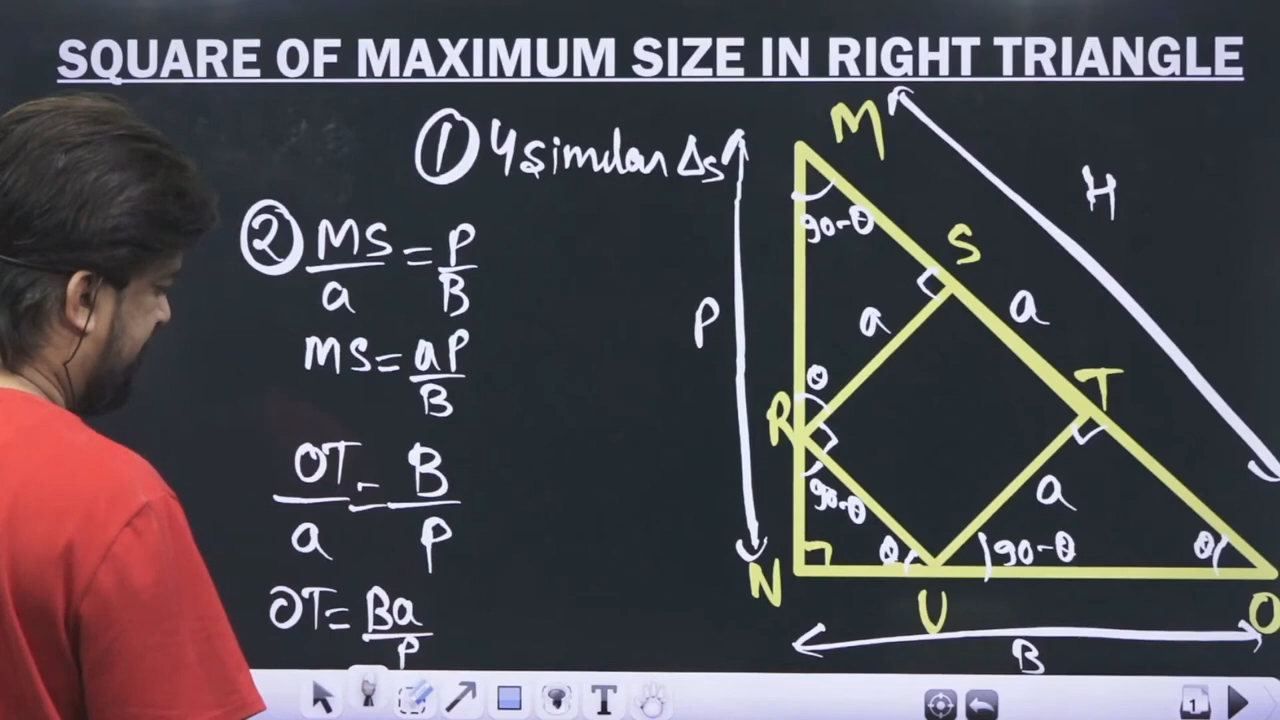 SQUARE OF MAXIMUM SIZE IN RIGHT TRIANGLE
① 4 similar Δs
② MS/a = P/B
MS = aP/B
OT/a = B/P
OT = Ba/P
M
H
90-θ
S
P
a
a
θ
T
R
90-θ
a
θ
90-θ
θ
N
U
O
B
T
1